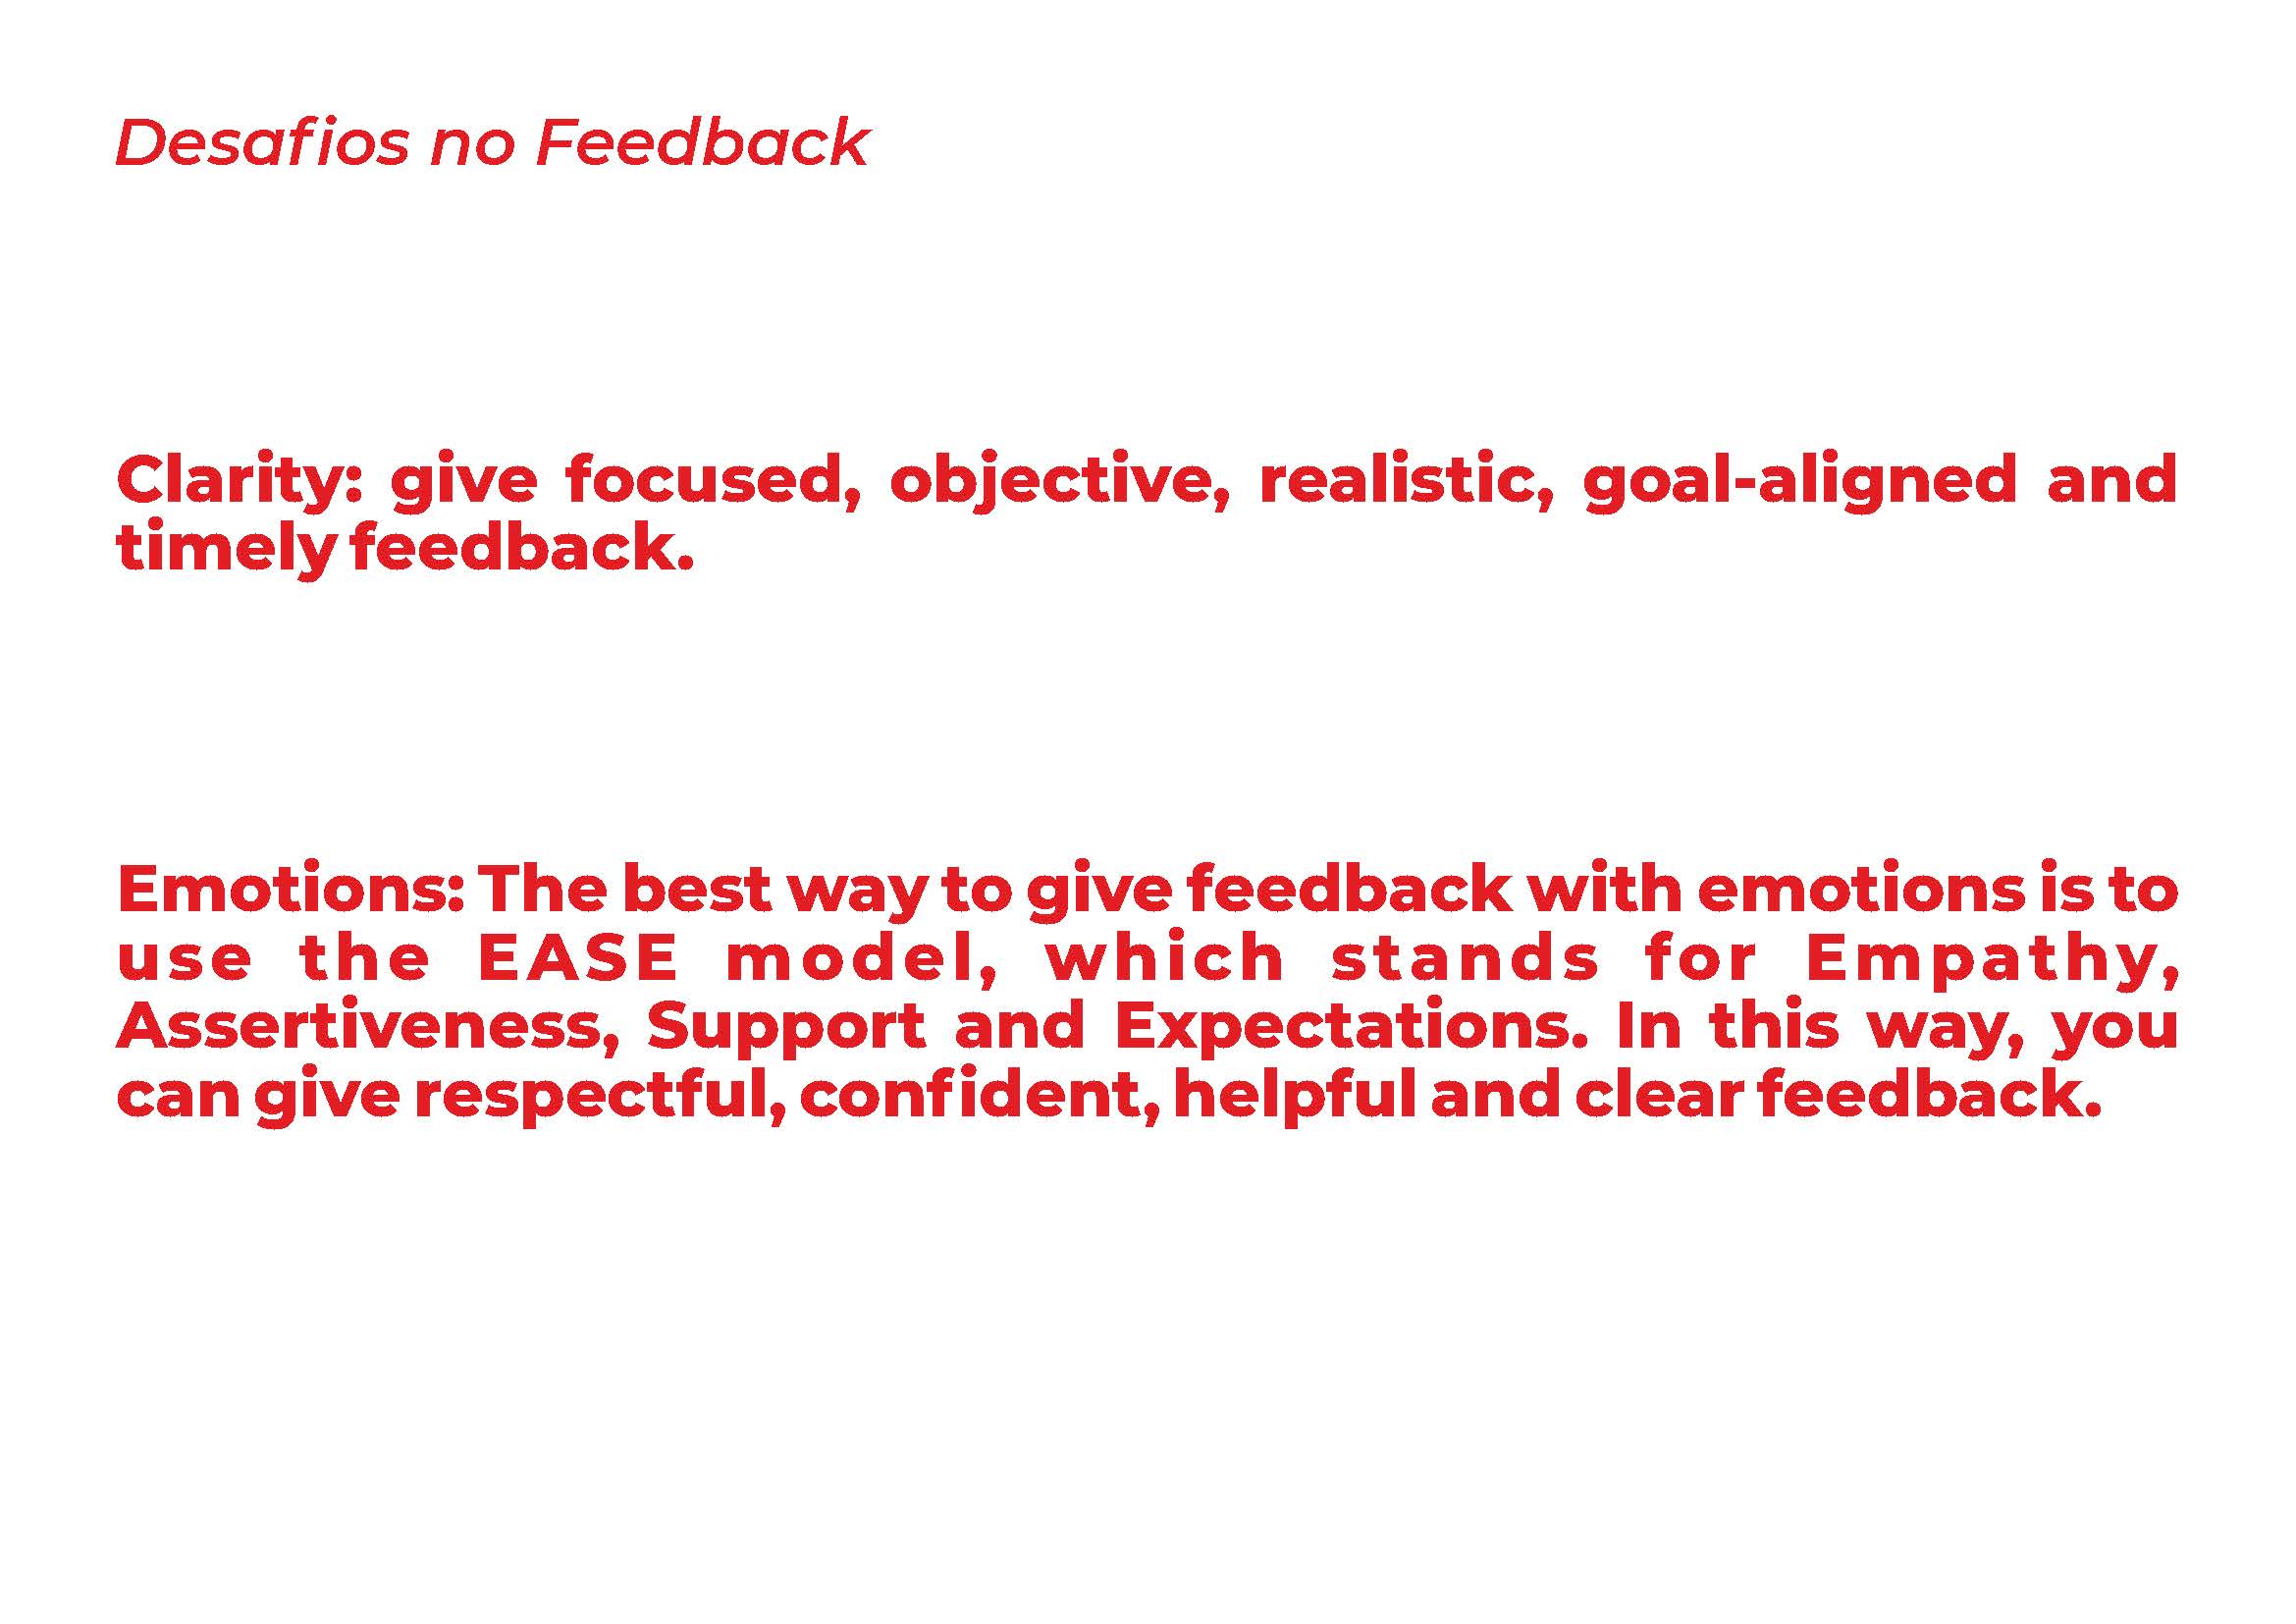 Desafios no Feedback
Clarity: give focused, objective, realistic, goal-aligned and
timely feedback.
Emotions: The best way to give feedback with emotions is to
use the EASE model, which stands for Empathy,
Assertiveness, Support and Expectations. In this way, you
can give respectful, confident, helpful and clear feedback.